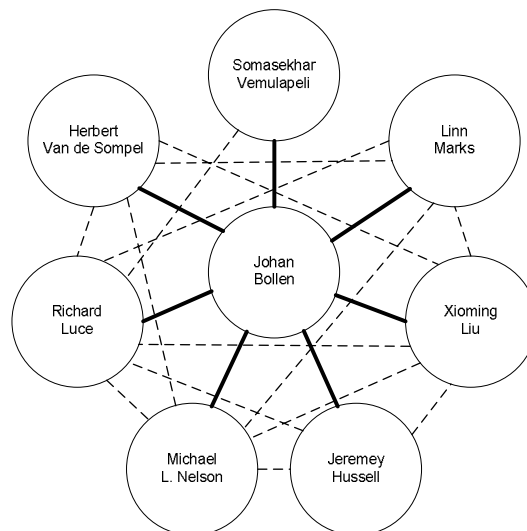 Somasekhar
Vemulapeli
Herbert
Van de Sompel
Linn
Marks
Johan
Bollen
Richard
Luce
Xioming
Liu
Michael
L. Nelson
Jeremey
Hussell